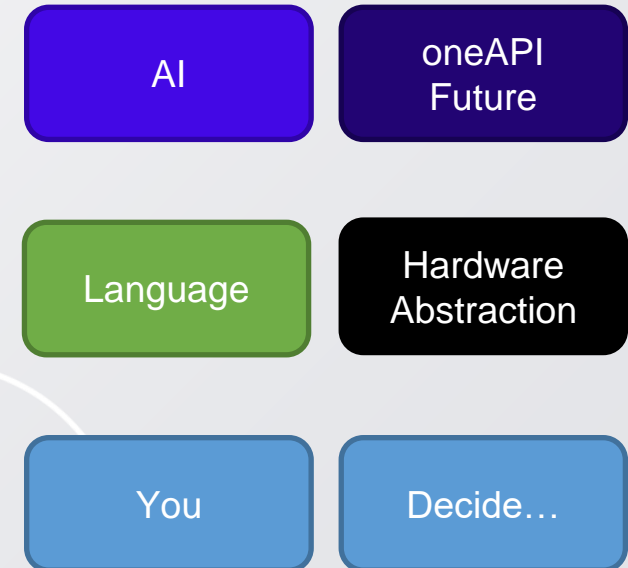 AI
oneAPI
Future
Language
Hardware
Abstraction
You
Decide…